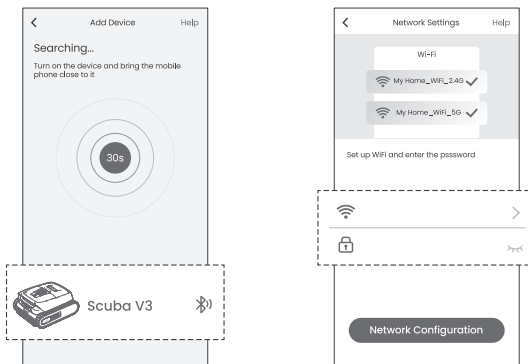 Add Device
Help
Searching...
Turn on the device and bring the mobile
phone close to it
30s
Scuba V3
Network Settings
Help
Wi-Fi
My Home_WiFi_2.4G
My Home_WiFi_5G
Set up WiFi and enter the psssword
Network Configuration